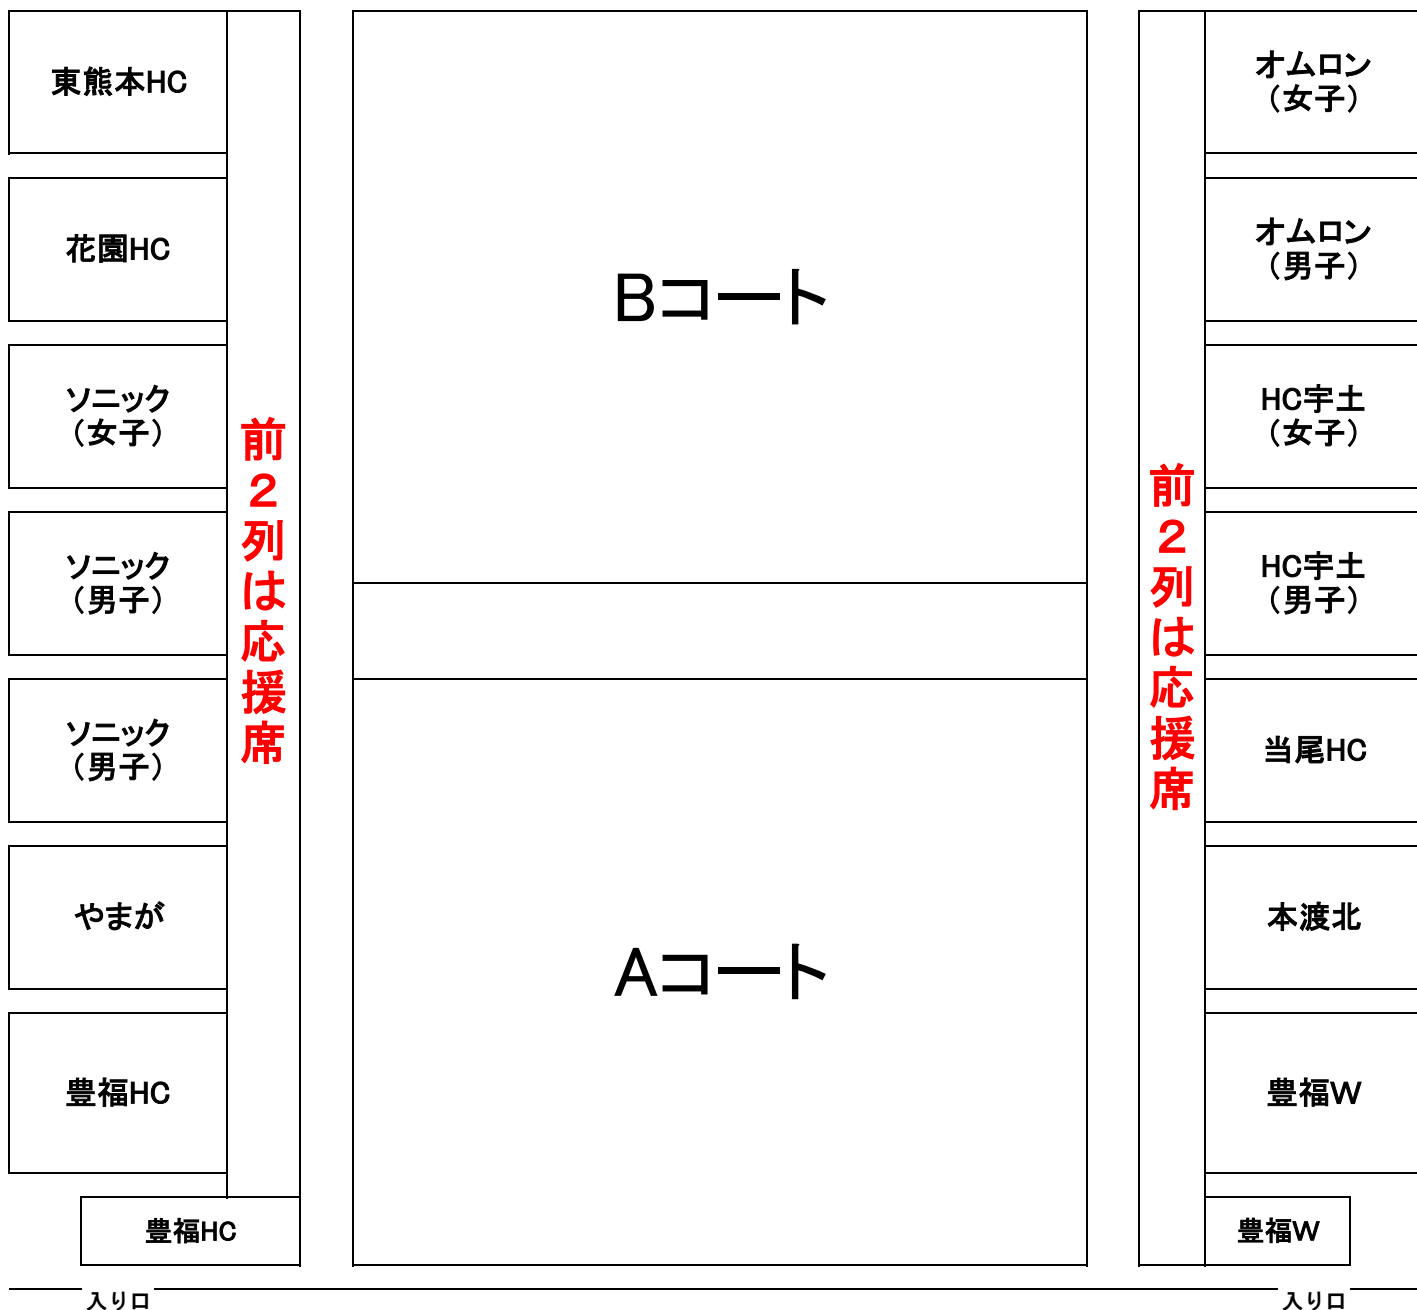 東熊本HC
花園HC
ソニック
（女子）
ソニック
（男子）
ソニック
（男子）
やまが
豊福HC
豊福HC
入り口
前２列は応援席
Bコート
Aコート
前２列は応援席
オムロン
（女子）
オムロン
（男子）
HC宇土
（女子）
HC宇土
（男子）
当尾HC
本渡北
豊福W
豊福W
入り口